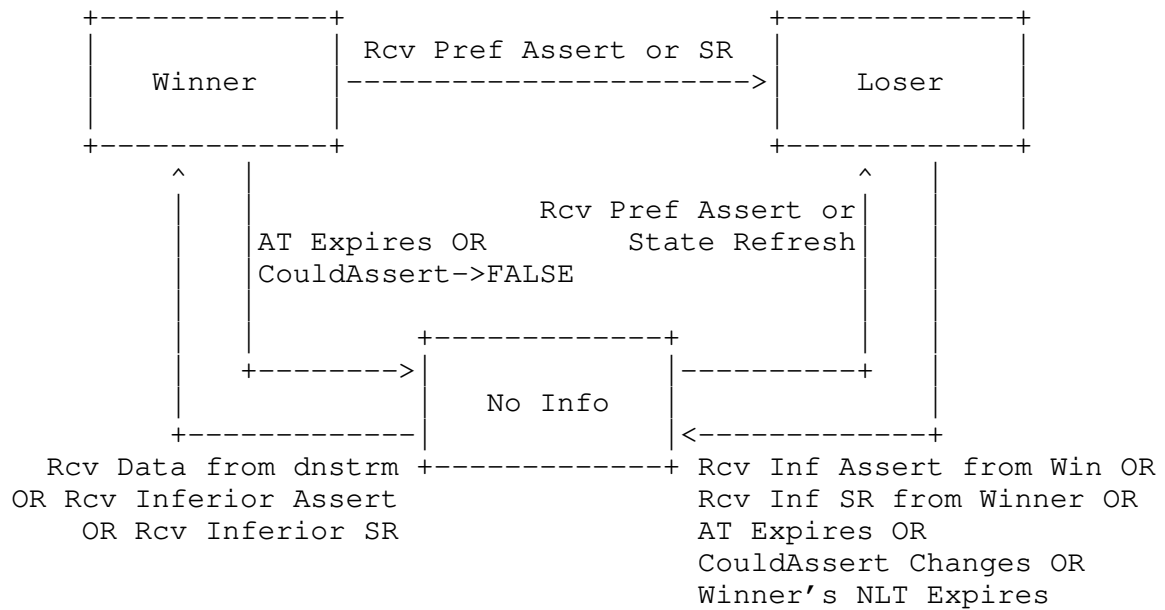 Rcv Pref Assert or SR
Winner
Loser
Rcv Pref Assert or
AT Expires OR
State Refresh
CouldAssert->FALSE
No Info
Rcv Data from dnstrm
OR Rcv Inferior Assert
OR Rcv Inferior SR
Rcv Inf Assert from Win OR
Rcv Inf SR from Winner OR
AT Expires OR
CouldAssert Changes OR
Winner's NLT Expires